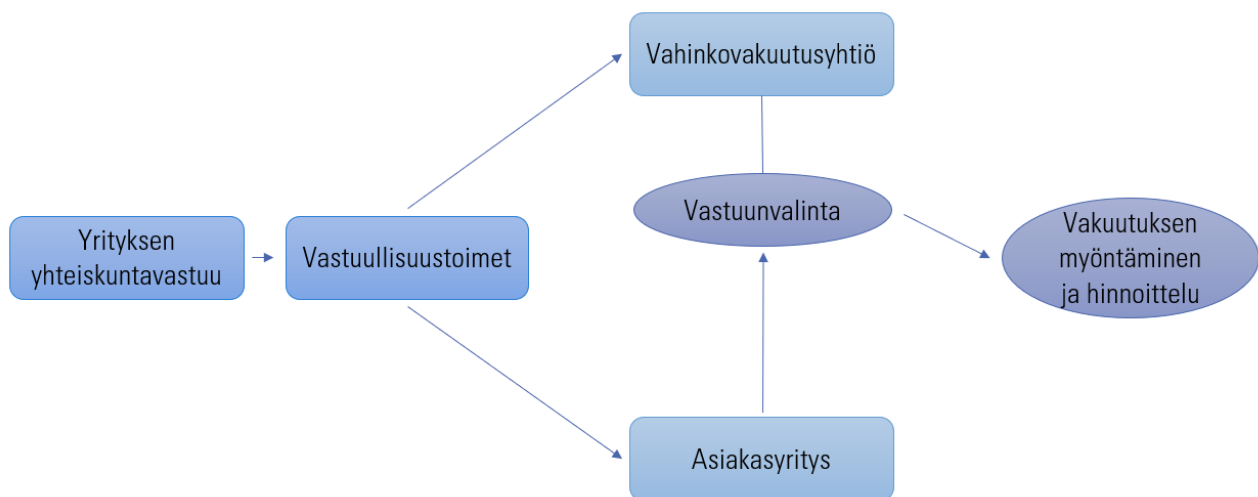 Vahinkovakuutusyhtiö
Vastuunvalinta
Yrityksen
yhteiskuntavastuu
Vastuullisuustoimet
Vakuutuksen
myöntäminen
ja hinnoittelu
Asiakasyritys